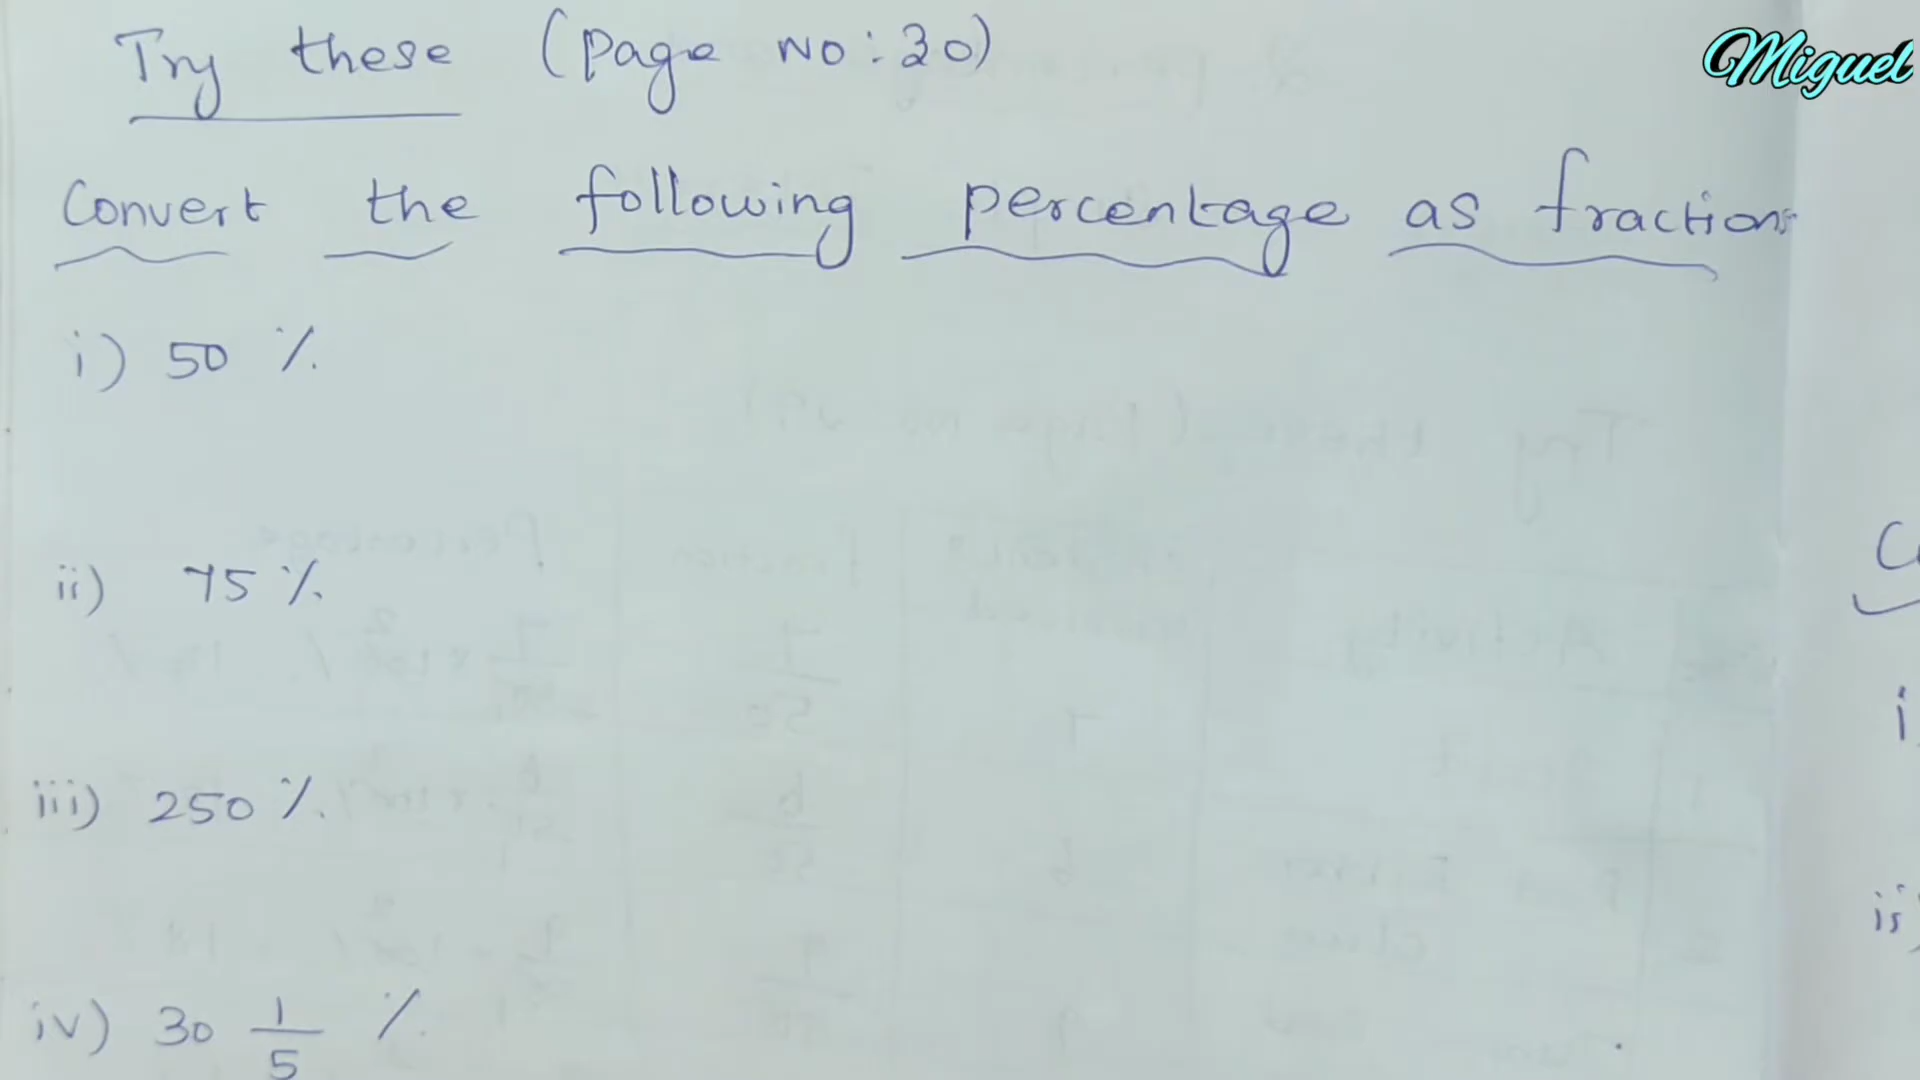 Try these (page no: 30)
Miguel
Convert the following percentage as fractions
i) 50 %
ii) 75 %
iii) 250 %
iv) 30 1/5 %
i
ii)